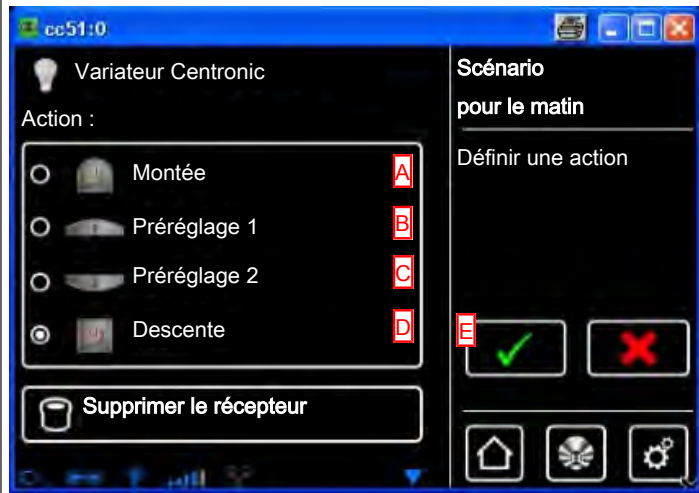 cc51:0
Variateur Centronic
Action :
Montée A
Préréglage 1 B
Préréglage 2 C
Descente D
Supprimer le récepteur
Scénario
pour le matin
Définir une action
E